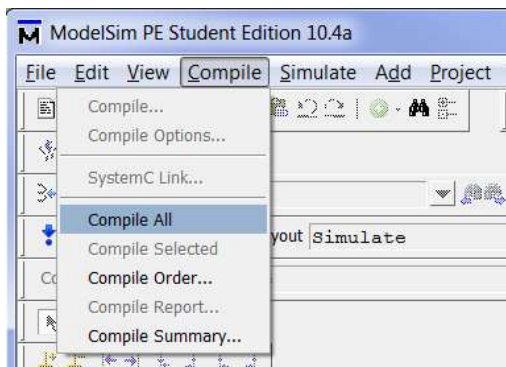 ModelSim PE Student Edition 10.4a
File Edit View Compile Simulate Add Project
Compile...
Compile Options...
SystemC Link...
Compile All
Compile Selected
yout Simulate
Compile Order...
Co
Compile Report...
Compile Summary...